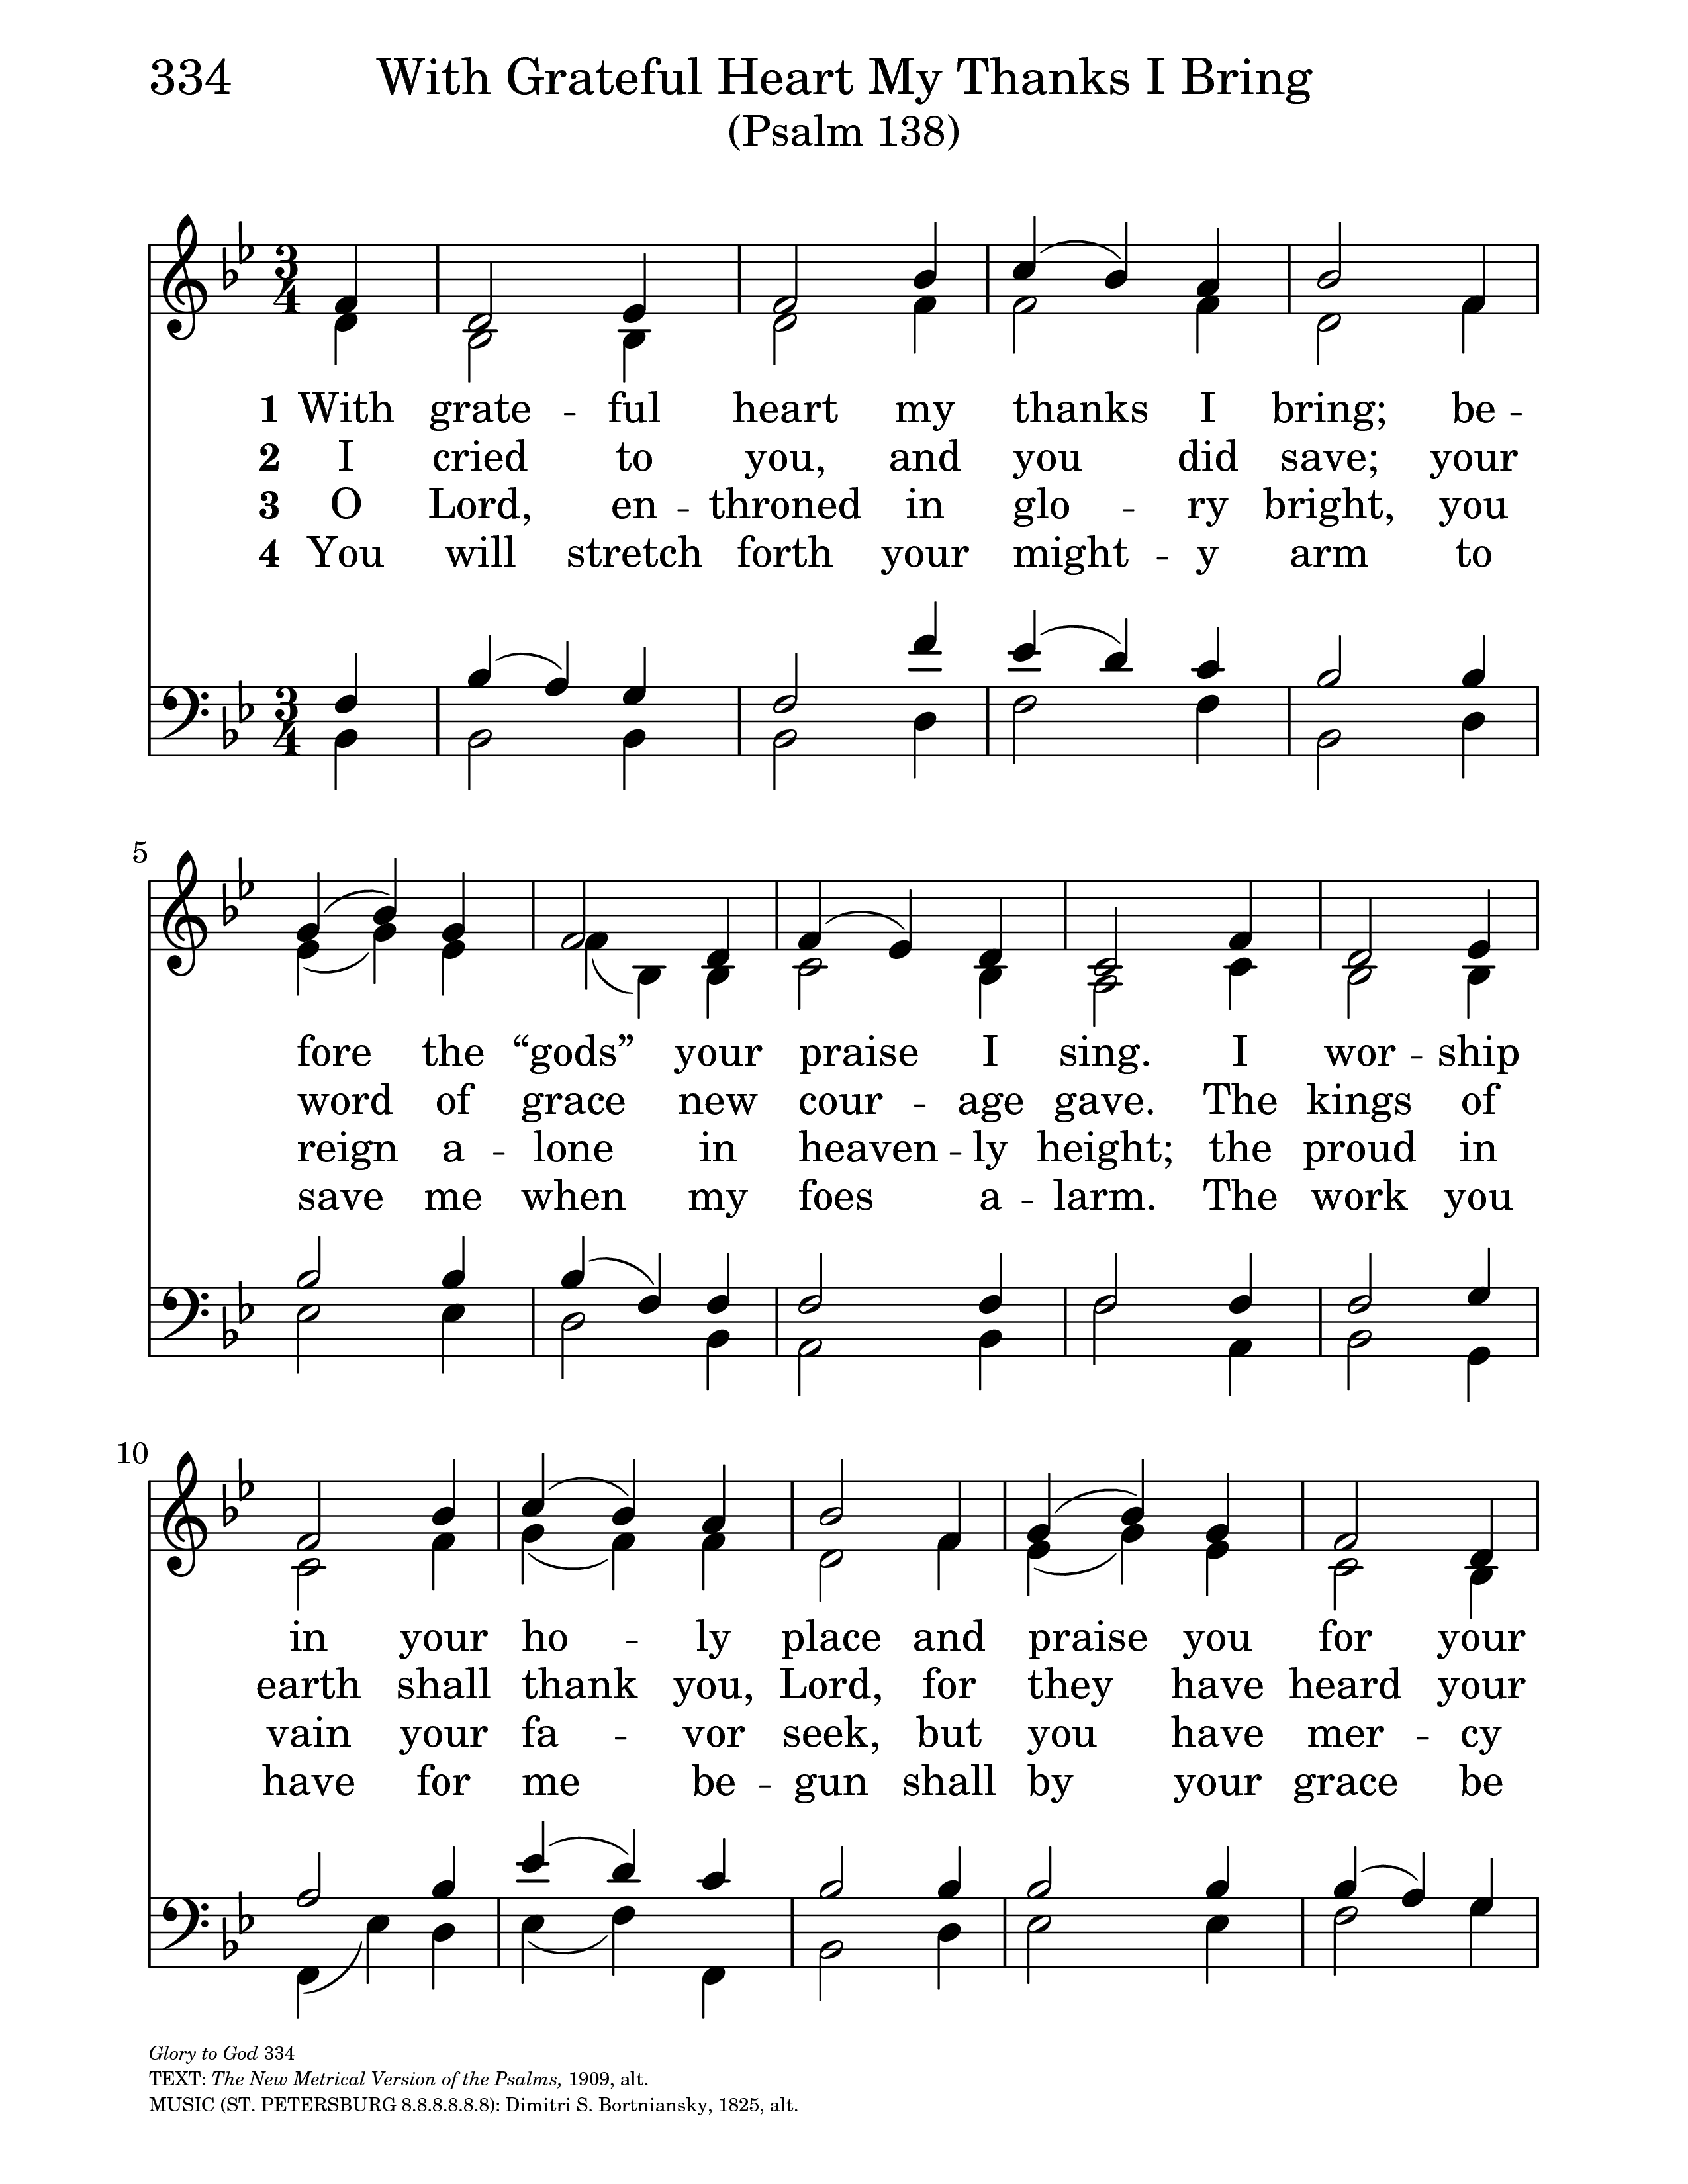 334 With Grateful Heart My Thanks I Bring
(Psalm 138)
3 4
1 With grate - ful heart my thanks I bring; be -
2 I cried to you, and you did save; your
3 O Lord, en - throned in glo - ry bright, you
4 You will stretch forth your might - y arm to
3 4
5
fore the “gods” your praise I sing. I wor - ship
word of grace new cour - age gave. The kings of
reign a - lone in heaven - ly height; the proud in
save me when my foes a - larm. The work you
10
in your ho - ly place and praise you for your
earth shall thank you, Lord, for they have heard your
vain your fa - vor seek, but you have mer - cy
have for me be - gun shall by your grace be
Glory to God 334
TEXT: The New Metrical Version of the Psalms, 1909, alt.
MUSIC (ST. PETERSBURG 8.8.8.8.8.8): Dimitri S. Bortniansky, 1825, alt.